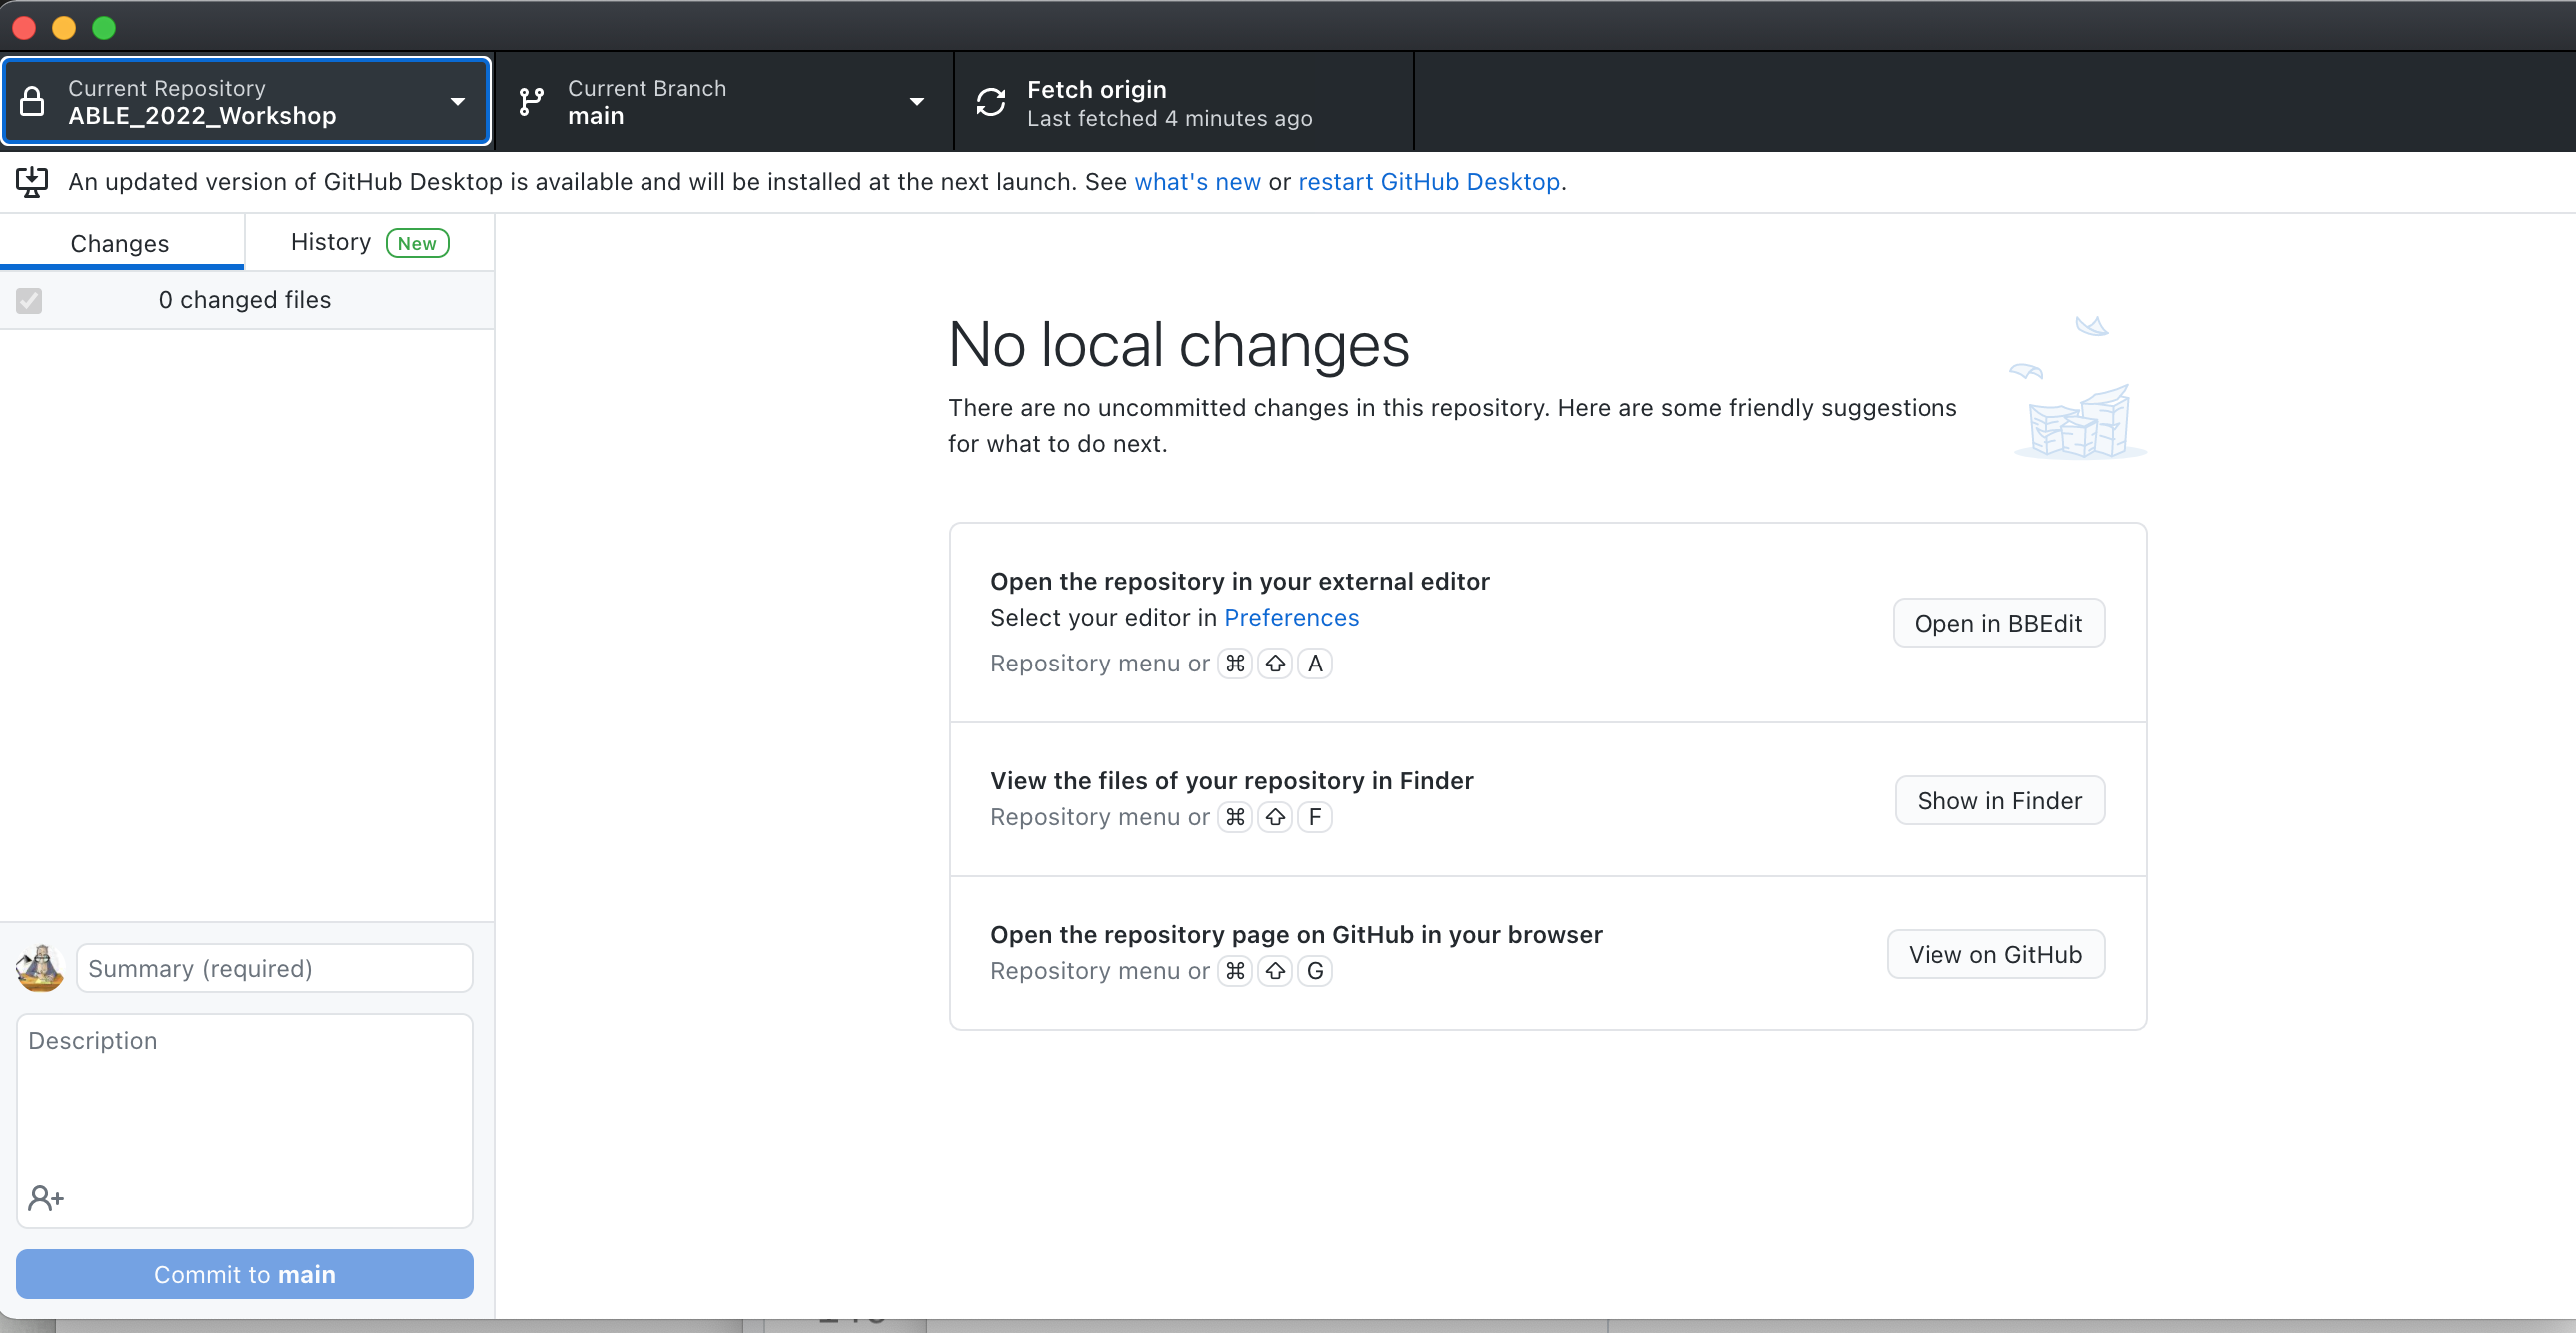 Current Repository
ABLE_2022_Workshop
Current Branch
main
Fetch origin
Last fetched 4 minutes ago
An updated version of GitHub Desktop is available and will be installed at the next launch. See what's new or restart GitHub Desktop.
Changes
History New
0 changed files
No local changes
There are no uncommitted changes in this repository. Here are some friendly suggestions
for what to do next.
Open the repository in your external editor
Select your editor in Preferences
Repository menu or ⌘ ⇧ A
Open in BBEdit
View the files of your repository in Finder
Repository menu or ⌘ ⇧ F
Show in Finder
Open the repository page on GitHub in your browser
Repository menu or ⌘ ⇧ G
View on GitHub
Summary (required)
Description
Commit to main